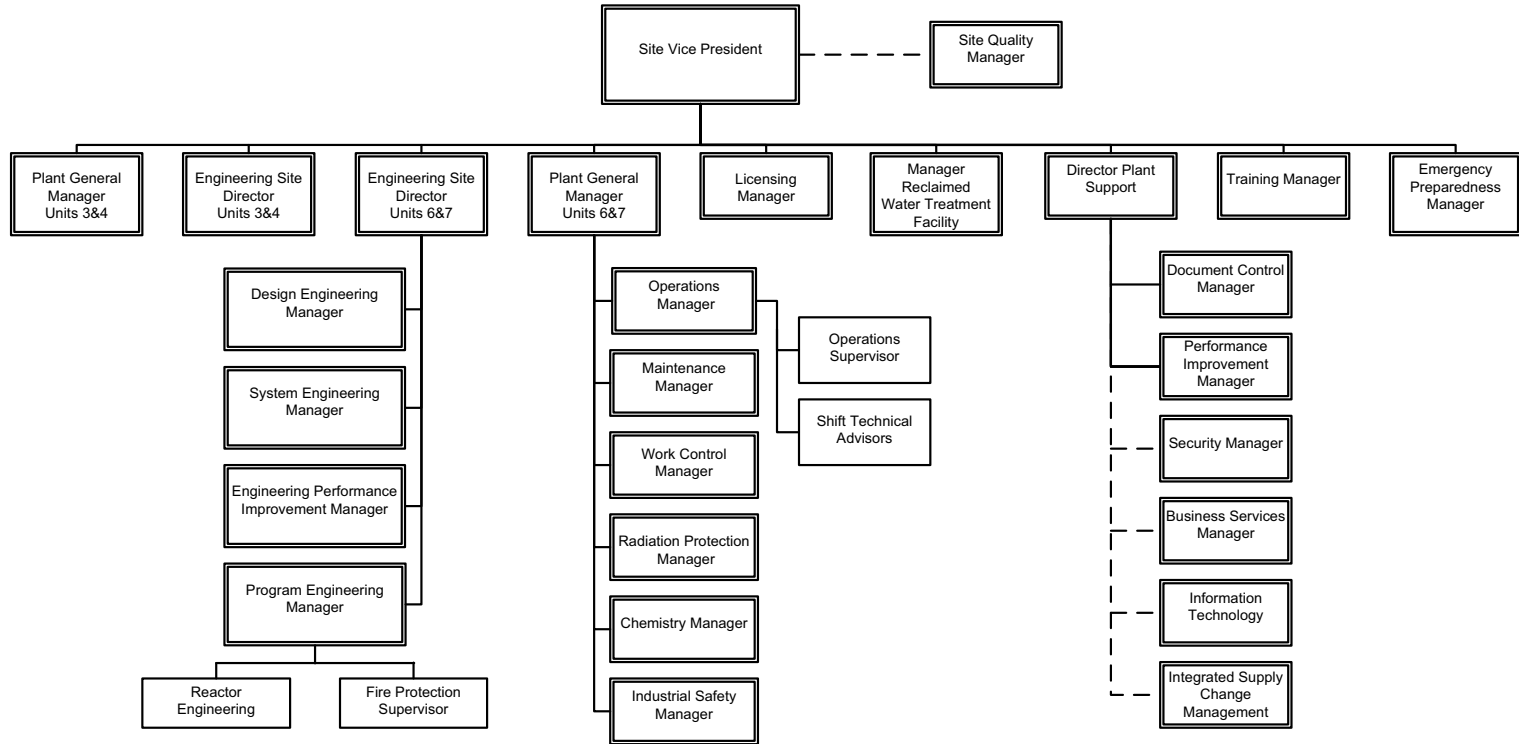 Site Vice President
Site Quality
Manager
Plant General
Manager
Units 3&4
Engineering Site
Director
Units 3&4
Engineering Site
Director
Units 6&7
Plant General
Manager
Units 6&7
Licensing
Manager
Manager
Reclaimed
Water Treatment
Facility
Director Plant
Support
Training Manager
Emergency
Preparedness
Manager
Design Engineering
Manager
System Engineering
Manager
Engineering Performance
Improvement Manager
Program Engineering
Manager
Reactor
Engineering
Fire Protection
Supervisor
Operations
Manager
Operations
Supervisor
Shift Technical
Advisors
Maintenance
Manager
Work Control
Manager
Radiation Protection
Manager
Chemistry Manager
Industrial Safety
Manager
Document Control
Manager
Performance
Improvement
Manager
Security Manager
Business Services
Manager
Information
Technology
Integrated Supply
Change
Management